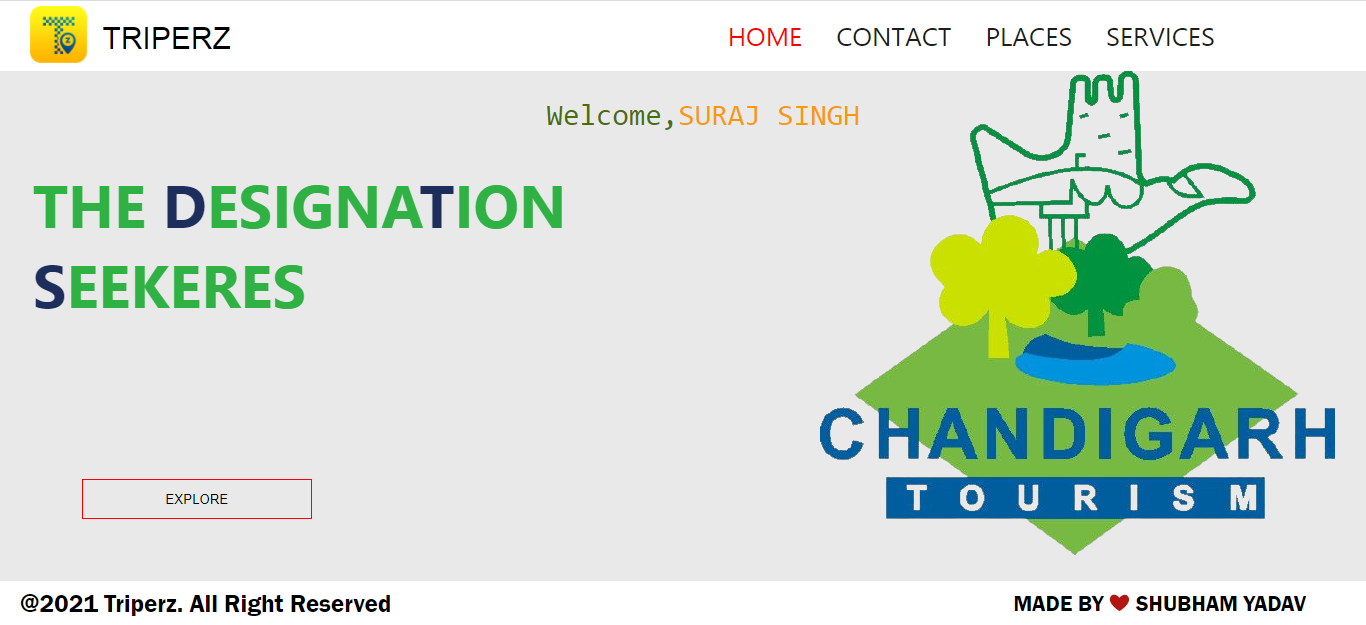 TRIPERZ
HOME CONTACT PLACES SERVICES
Welcome,SURAJ SINGH
THE DESIGNATION
SEEKERES
CHANDIGARH
TOURISM
EXPLORE
@2021 Triperz. All Right Reserved
MADE BY ❤ SHUBHAM YADAV